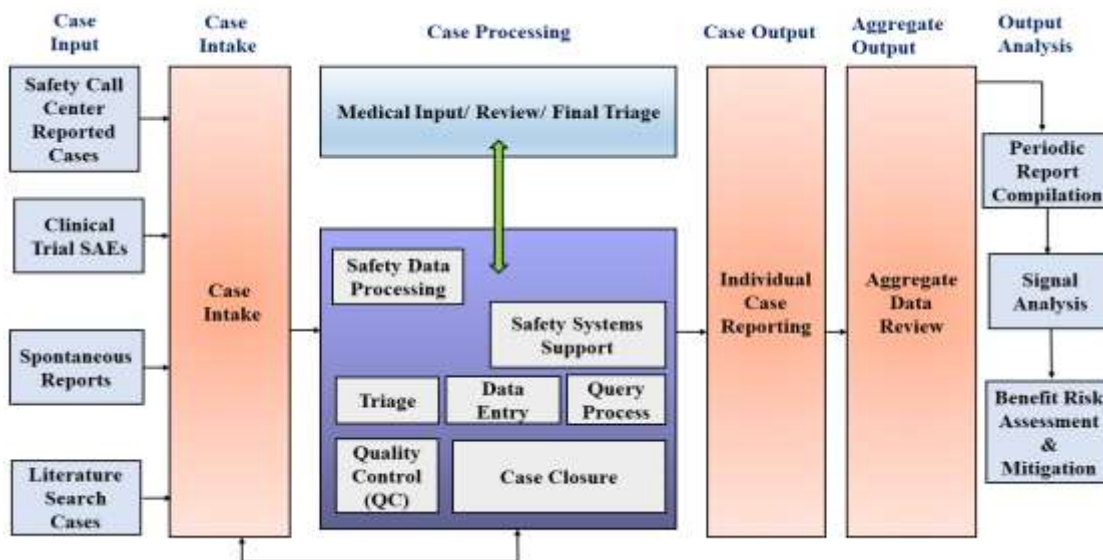 Case
Input
Case
Intake
Case Processing
Case Output
Aggregate
Output
Output
Analysis
Safety Call
Center
Reported
Cases
Clinical
Trial SAEs
Spontaneous
Reports
Literature
Search
Cases
Case
Intake
Medical Input/ Review/ Final Triage
Safety Data
Processing
Safety Systems
Support
Triage
Data
Entry
Query
Process
Quality
Control
(QC)
Case Closure
Individual
Case
Reporting
Aggregate
Data
Review
Periodic
Report
Compilation
Signal
Analysis
Benefit Risk
Assessment
&
Mitigation